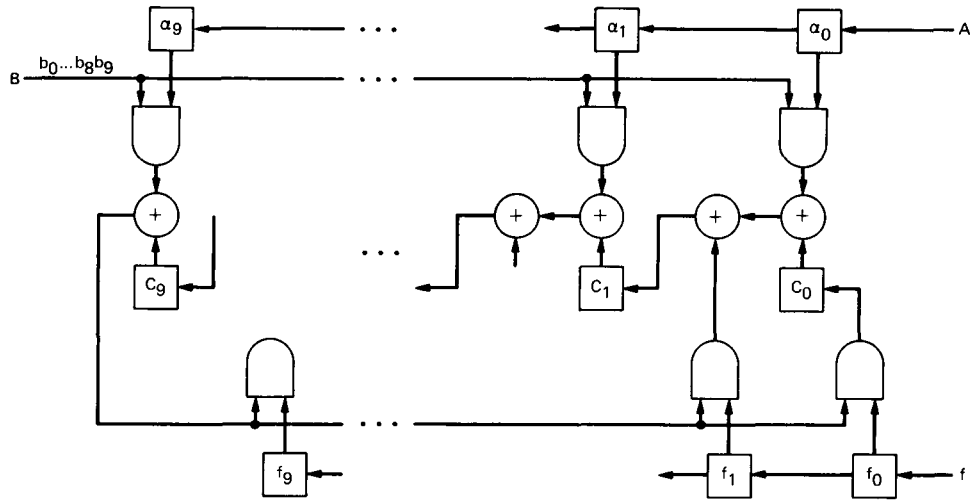 α9 ··· α1 α0 A
B b0...b8b9 ··· 
+ + + + +
C9 ··· C1 C0
···
f9 f1 f0 f